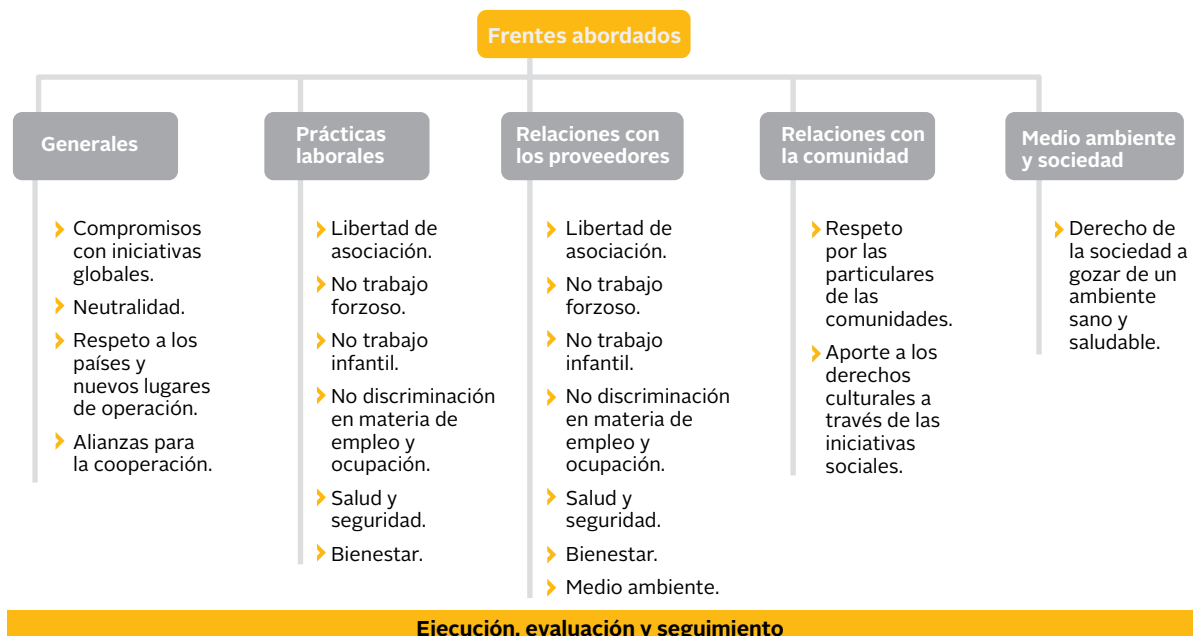 Frentes abordados
Generales
Compromisos
con iniciativas
globales.
Neutralidad.
Respeto a los
países y
nuevos lugares
de operación.
Alianzas para
la cooperación.
Prácticas
laborales
Libertad de
asociación.
No trabajo
forzoso.
No trabajo
infantil.
No discriminación
en materia de
empleo y
ocupación.
Salud y
seguridad.
Bienestar.
Relaciones con
los proveedores
Libertad de
asociación.
No trabajo
forzoso.
No trabajo
infantil.
No discriminación
en materia de
empleo y
ocupación.
Salud y
seguridad.
Bienestar.
Medio ambiente.
Relaciones con
la comunidad
Respeto
por las
particulares
de las
comunidades.
Aporte a los
derechos
culturales a
través de las
iniciativas
sociales.
Medio ambiente
y sociedad
Derecho de
la sociedad a
gozar de un
ambiente
sano y
saludable.
Ejecución, evaluación y seguimiento